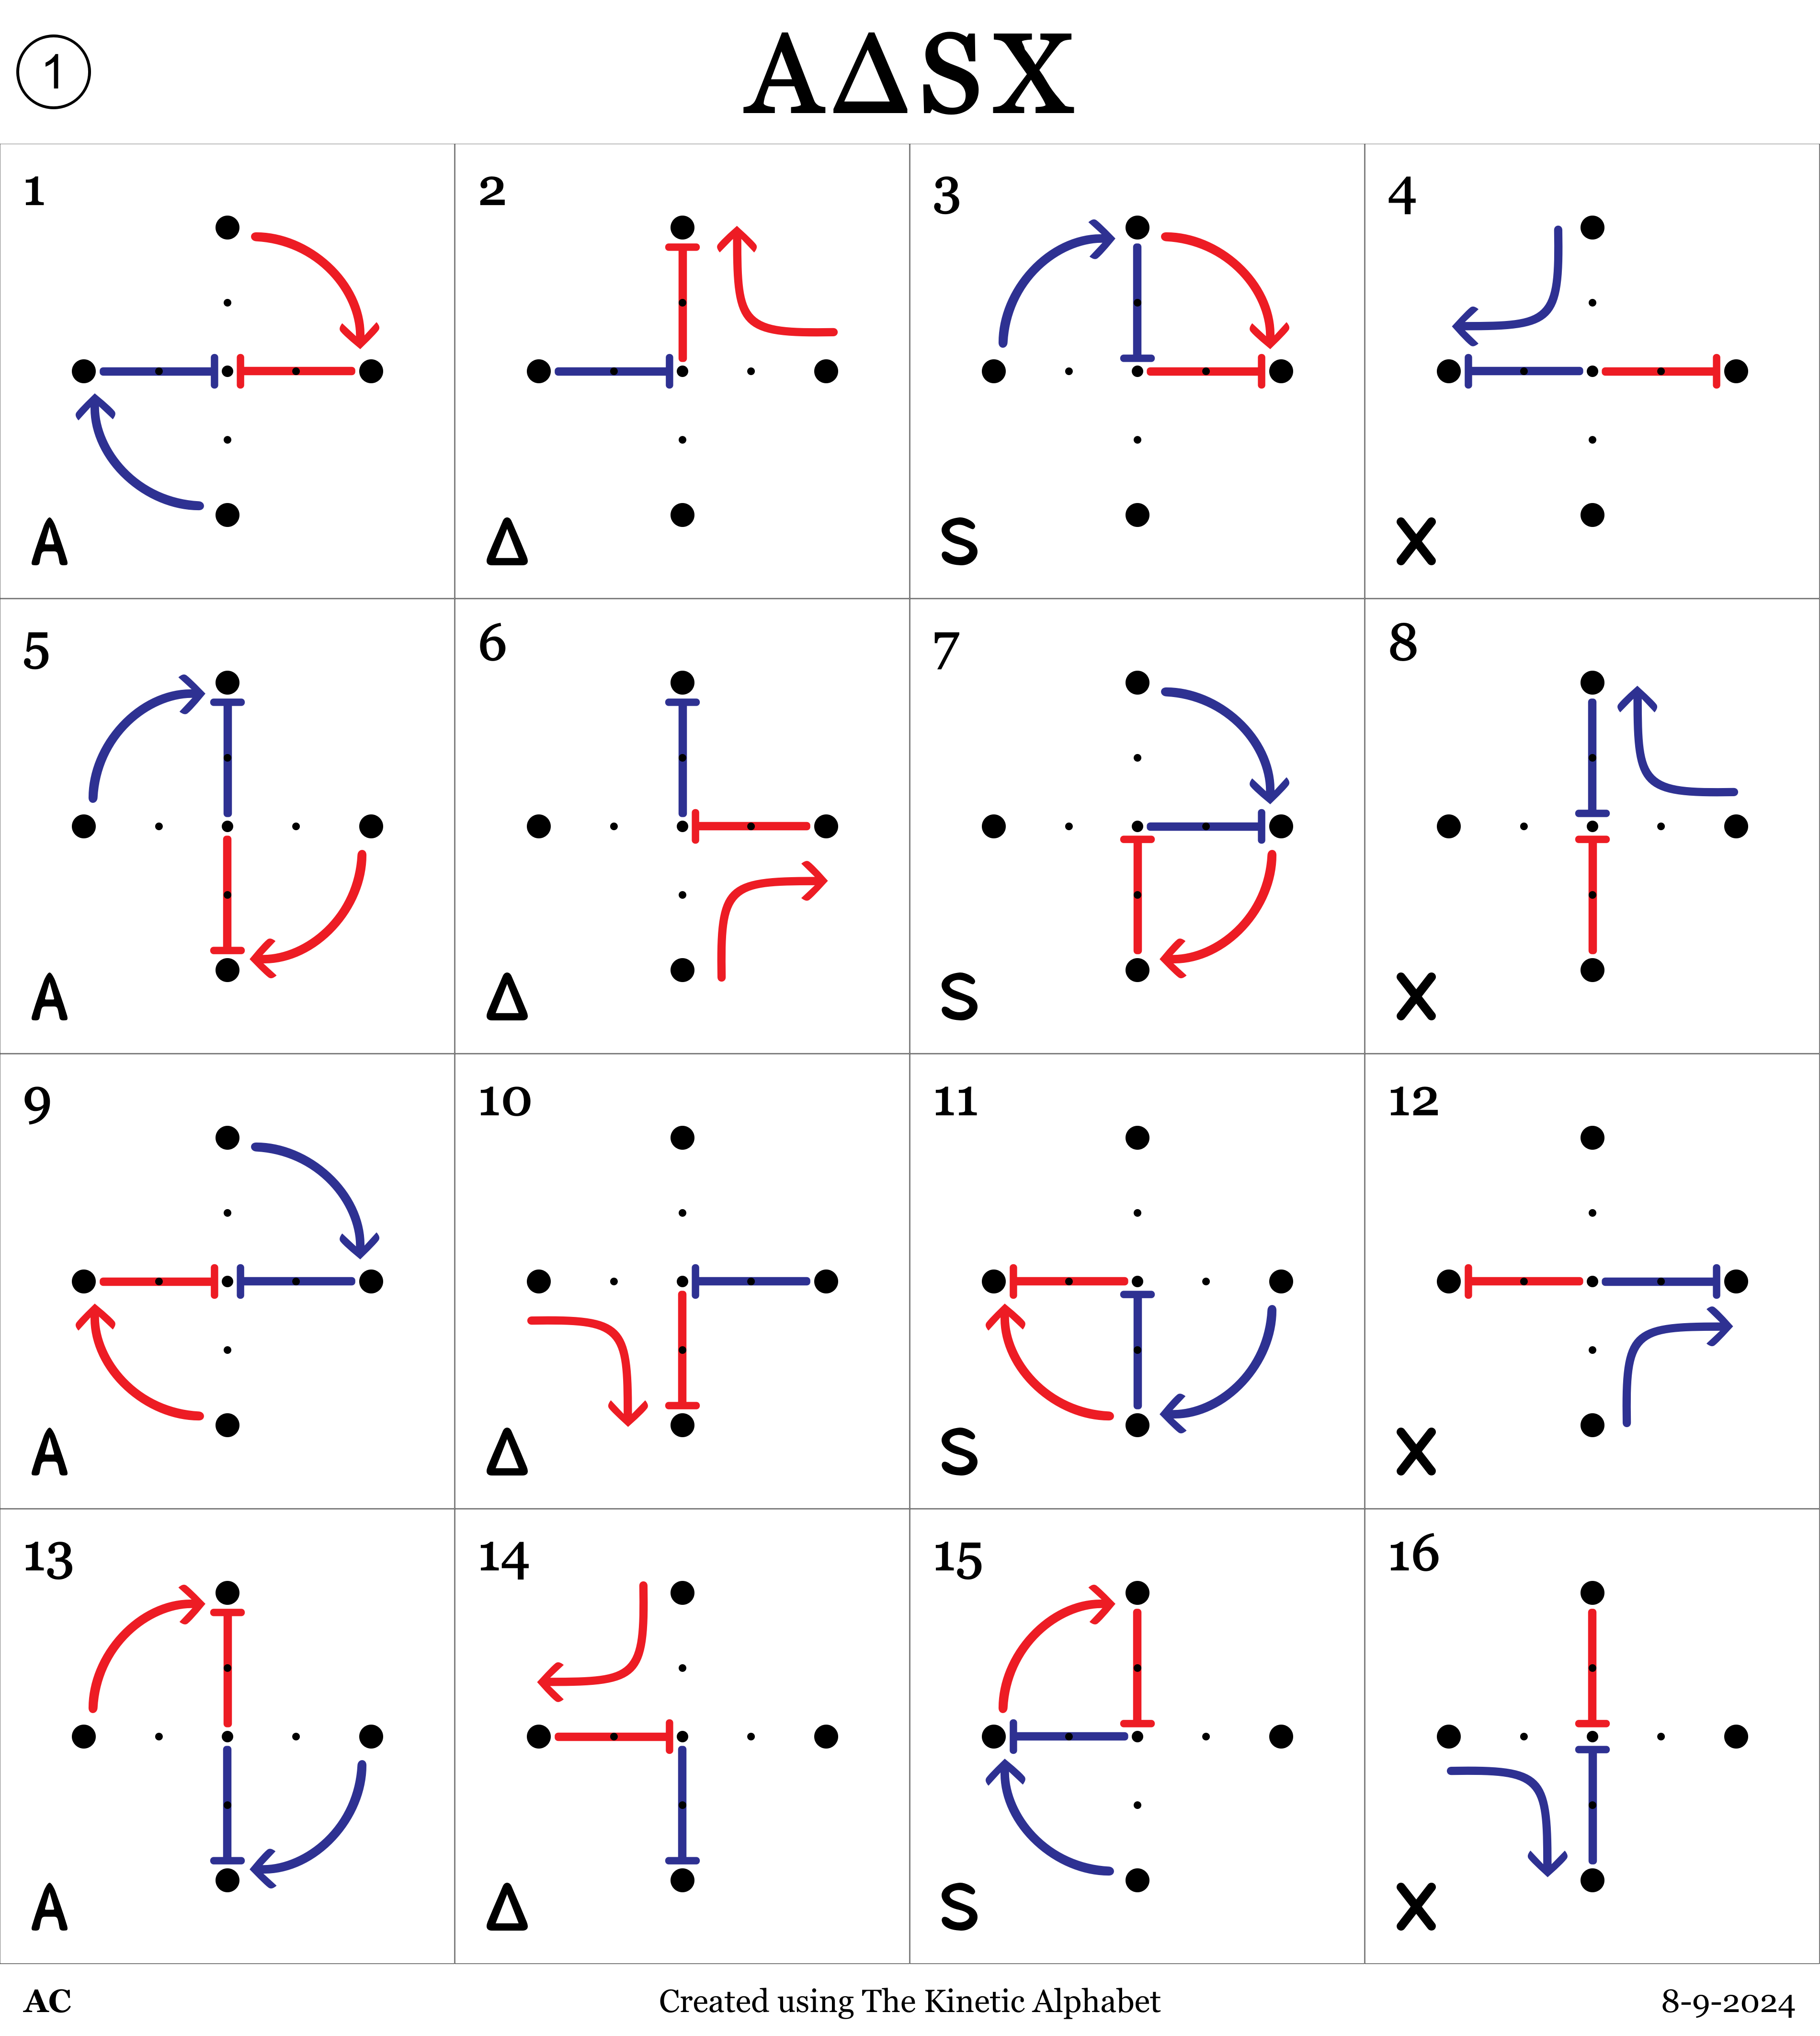 1
AΔSX
1
2
3
4
A
Δ
S
X
5
6
7
8
A
Δ
S
X
9
10
11
12
A
Δ
S
X
13
14
15
16
A
Δ
S
X
AC
Created using The Kinetic Alphabet
8-9-2024